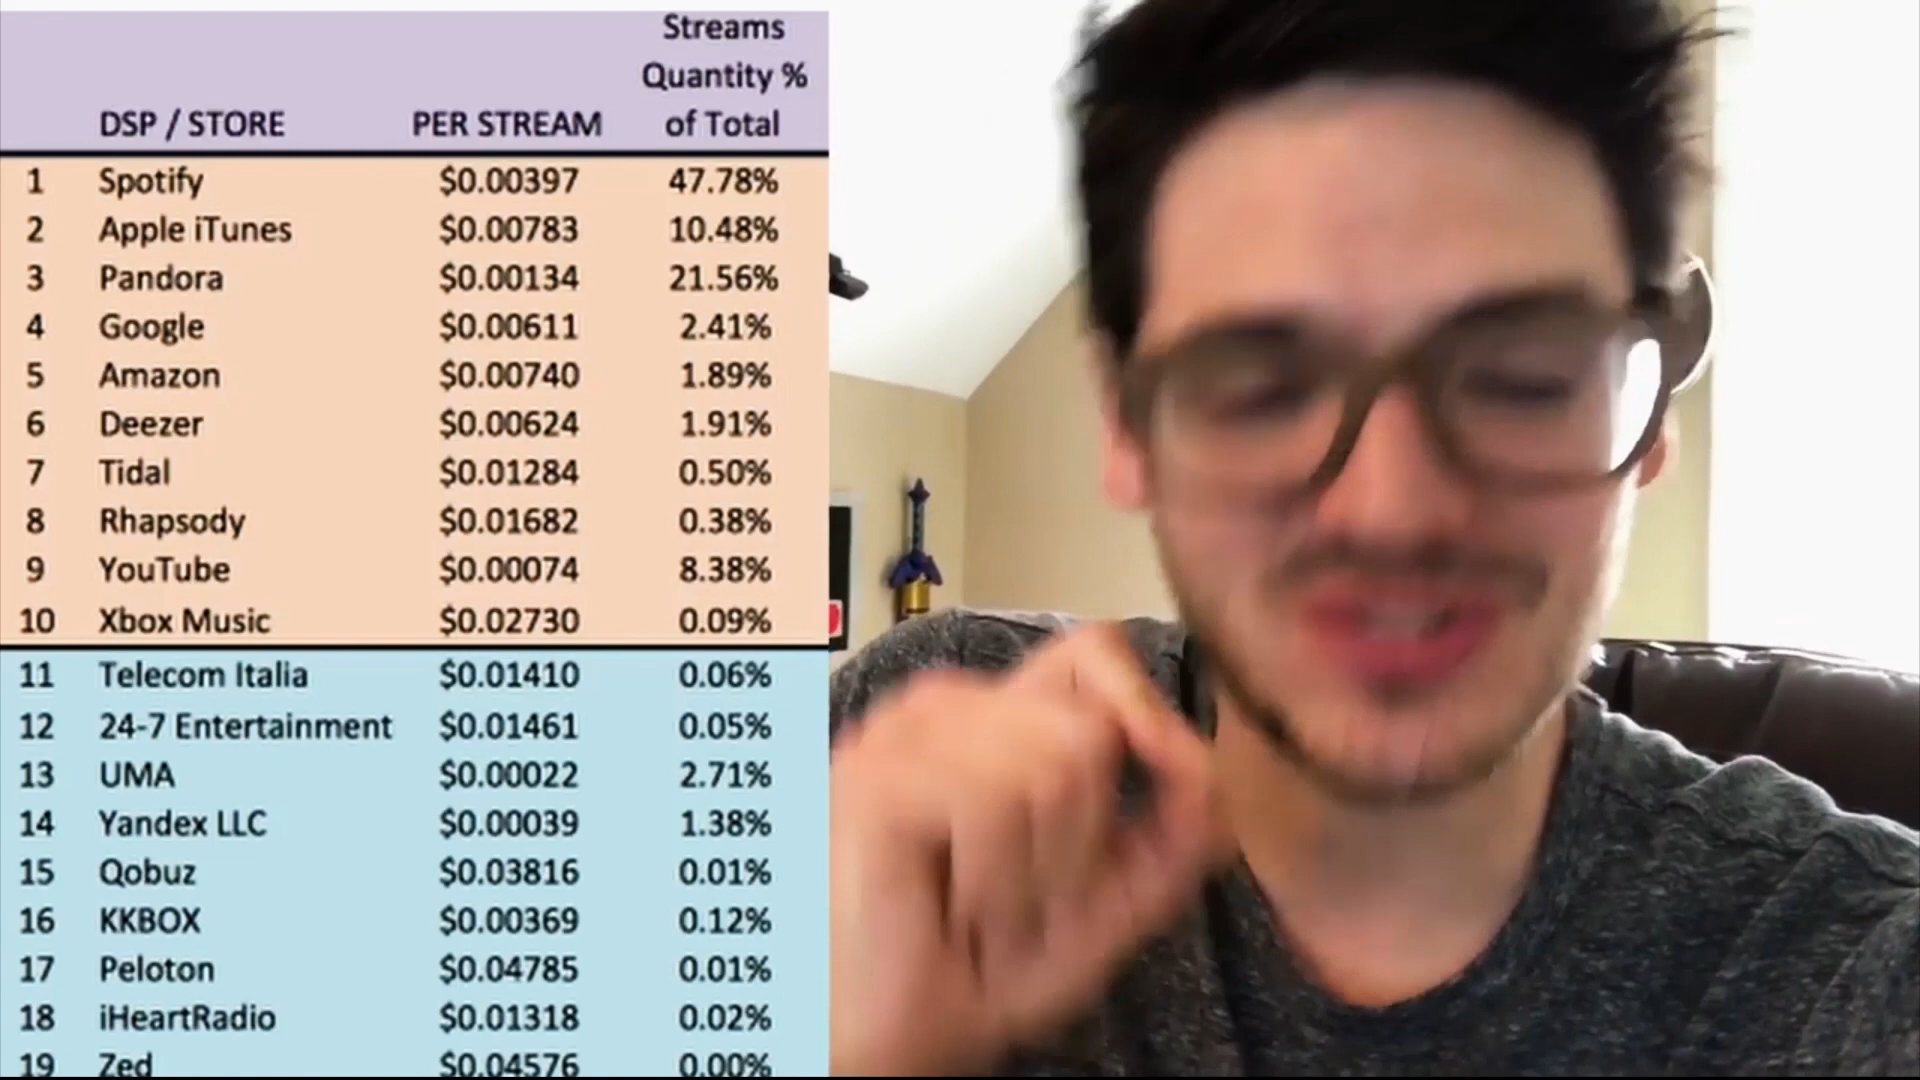 Streams
Quantity %
DSP / STORE PER STREAM of Total
1 Spotify $0.00397 47.78%
2 Apple iTunes $0.00783 10.48%
3 Pandora $0.00134 21.56%
4 Google $0.00611 2.41%
5 Amazon $0.00740 1.89%
6 Deezer $0.00624 1.91%
7 Tidal $0.01284 0.50%
8 Rhapsody $0.01682 0.38%
9 YouTube $0.00074 8.38%
10 Xbox Music $0.02730 0.09%
11 Telecom Italia $0.01410 0.06%
12 24-7 Entertainment $0.01461 0.05%
13 UMA $0.00022 2.71%
14 Yandex LLC $0.00039 1.38%
15 Qobuz $0.03816 0.01%
16 KKBOX $0.00369 0.12%
17 Peloton $0.04785 0.01%
18 iHeartRadio $0.01318 0.02%
19 Zed $0.04576 0.00%